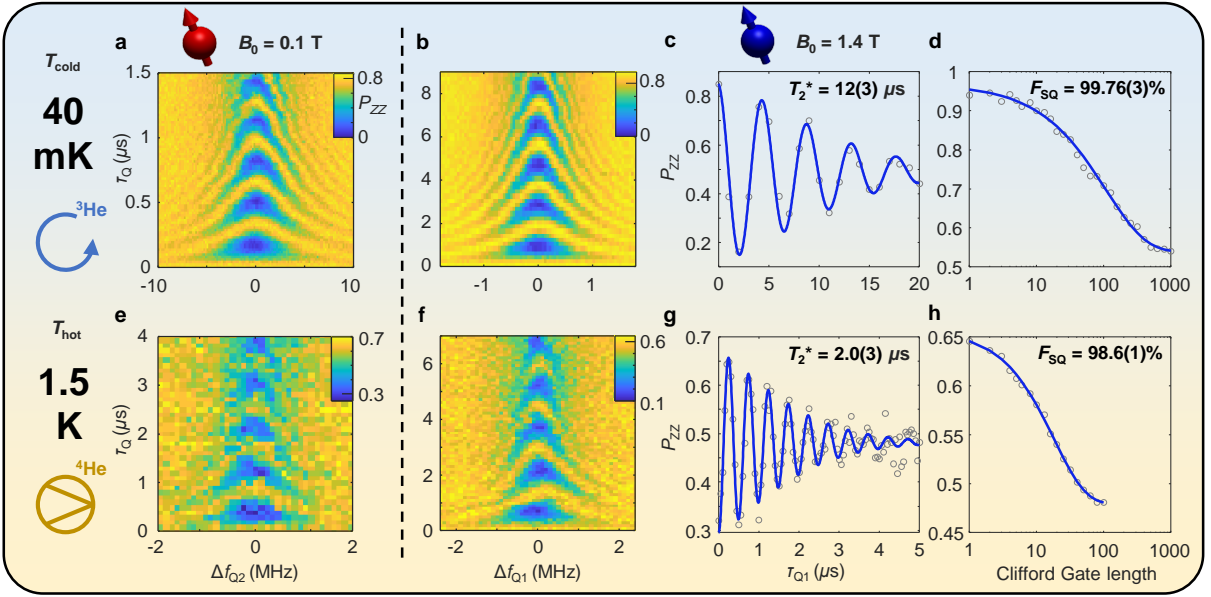 a
B₀ = 0.1 T
b
c
B₀ = 1.4 T
d
T_cold
40
mK
³He
τ_Q (µs)
1.5
1
0.5
0
-10
0
10
0.8
P_ZZ
0
8
6
4
2
0
-1
0
1
0.8
0
P_ZZ
0.8
0.6
0.4
0.2
0
5
10
15
20
T₂* = 12(3) µs
1
0.9
0.8
0.7
0.6
0.5
1
10
100
1000
F_SQ = 99.76(3)%
e
f
g
h
T_hot
1.5
K
⁴He
τ_Q (µs)
4
3
2
1
0
-2
0
2
Δf_Q2 (MHz)
0.7
0.3
6
4
2
0
-2
0
2
Δf_Q1 (MHz)
0.6
0.1
P_ZZ
0.7
0.6
0.5
0.4
0.3
0
1
2
3
4
5
τ_Q1 (µs)
T₂* = 2.0(3) µs
0.65
0.6
0.55
0.5
0.45
1
10
100
1000
Clifford Gate length
F_SQ = 98.6(1)%